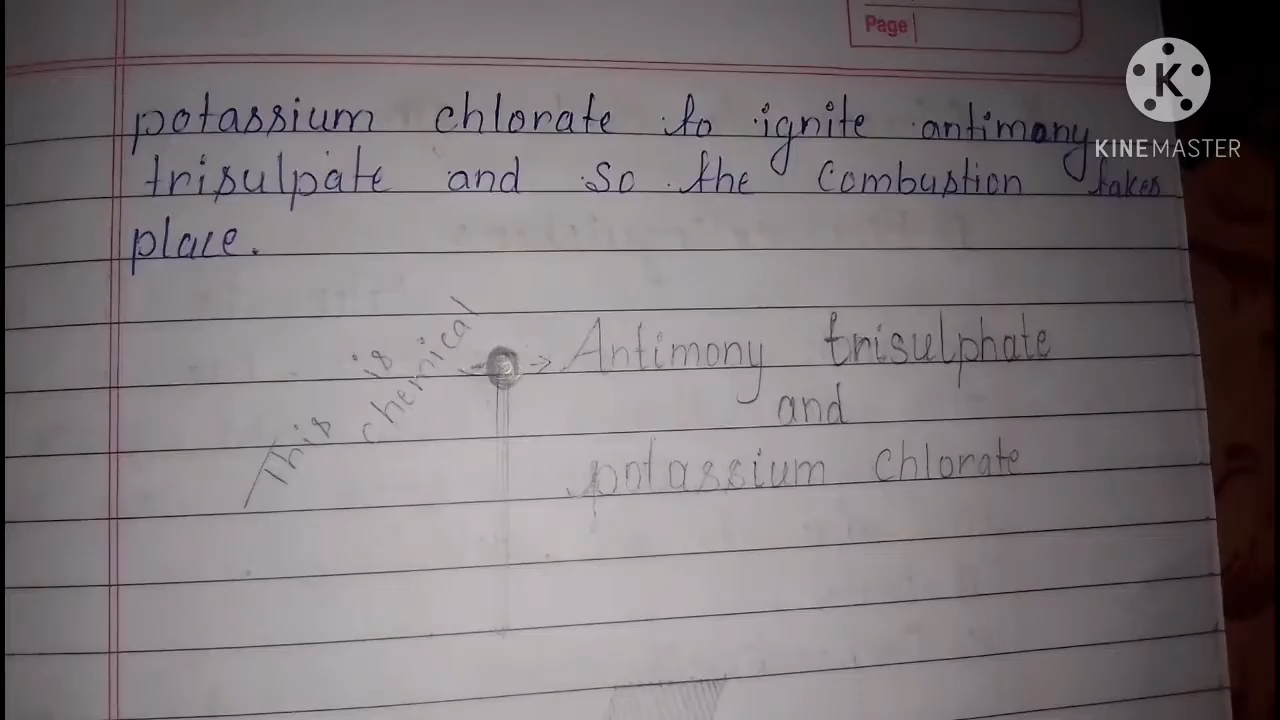 Page
K
KINEMASTER
potassium chlorate to ignite antimony
trisulpate and so the combustion takes
place.
This is
chemical
Antimony trisulphate
and
potassium chlorate